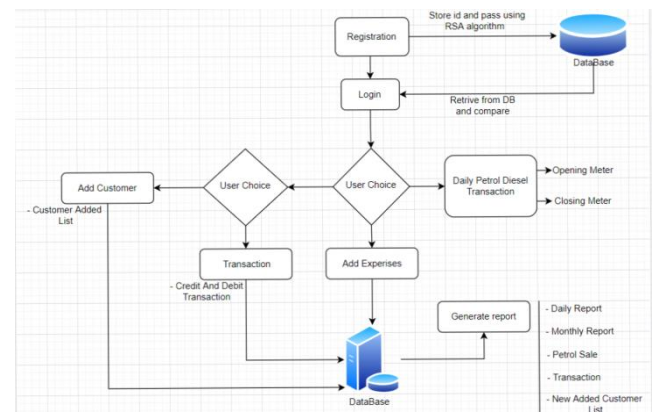 Store id and pass using
RSA algorithm
Registration
DataBase
Login
Retrive from DB
and compare
Add Customer
User Choice
User Choice
Daily Petrol Diesel
Transaction
Opening Meter
Closing Meter
- Customer Added
List
Transaction
Add Experises
- Credit And Debit
Transaction
Generate report
- Daily Report
- Monthly Report
- Petrol Sale
- Transaction
- New Added Customer
List
DataBase